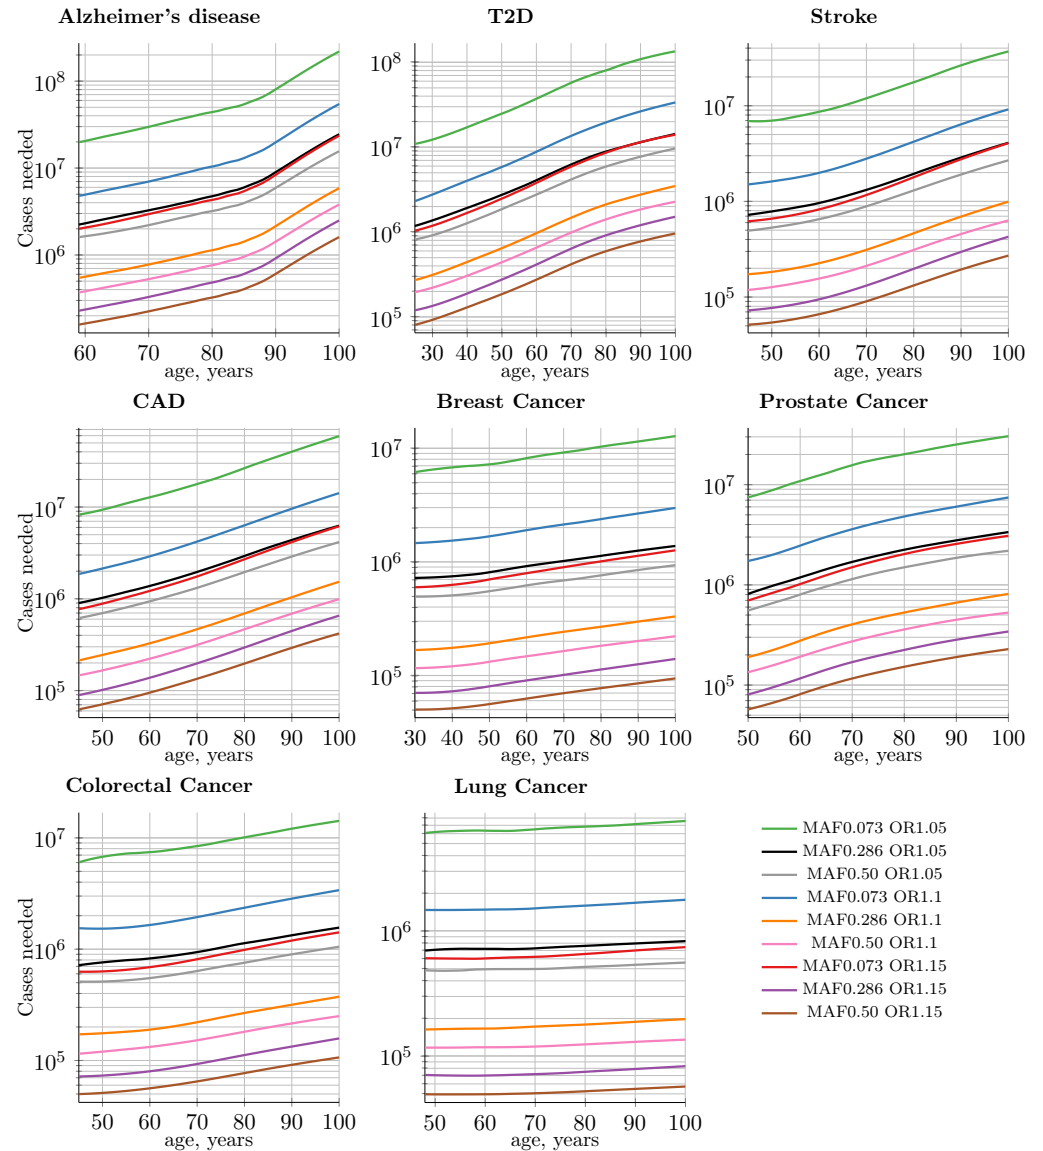 Alzheimer's disease
T2D
Stroke
Cases needed
10^8
10^7
10^6
60 70 80 90 100
age, years
10^8
10^7
10^6
10^5
30 40 50 60 70 80 90 100
age, years
10^7
10^6
10^5
50 60 70 80 90 100
age, years
CAD
Breast Cancer
Prostate Cancer
Cases needed
10^7
10^6
10^5
50 60 70 80 90 100
age, years
10^7
10^6
10^5
30 40 50 60 70 80 90 100
age, years
10^7
10^6
10^5
50 60 70 80 90 100
age, years
Colorectal Cancer
Lung Cancer
Cases needed
10^7
10^6
10^5
50 60 70 80 90 100
age, years
10^6
10^5
50 60 70 80 90 100
age, years
MAF0.073 OR1.05
MAF0.286 OR1.05
MAF0.50 OR1.05
MAF0.073 OR1.1
MAF0.286 OR1.1
MAF0.50 OR1.1
MAF0.073 OR1.15
MAF0.286 OR1.15
MAF0.50 OR1.15